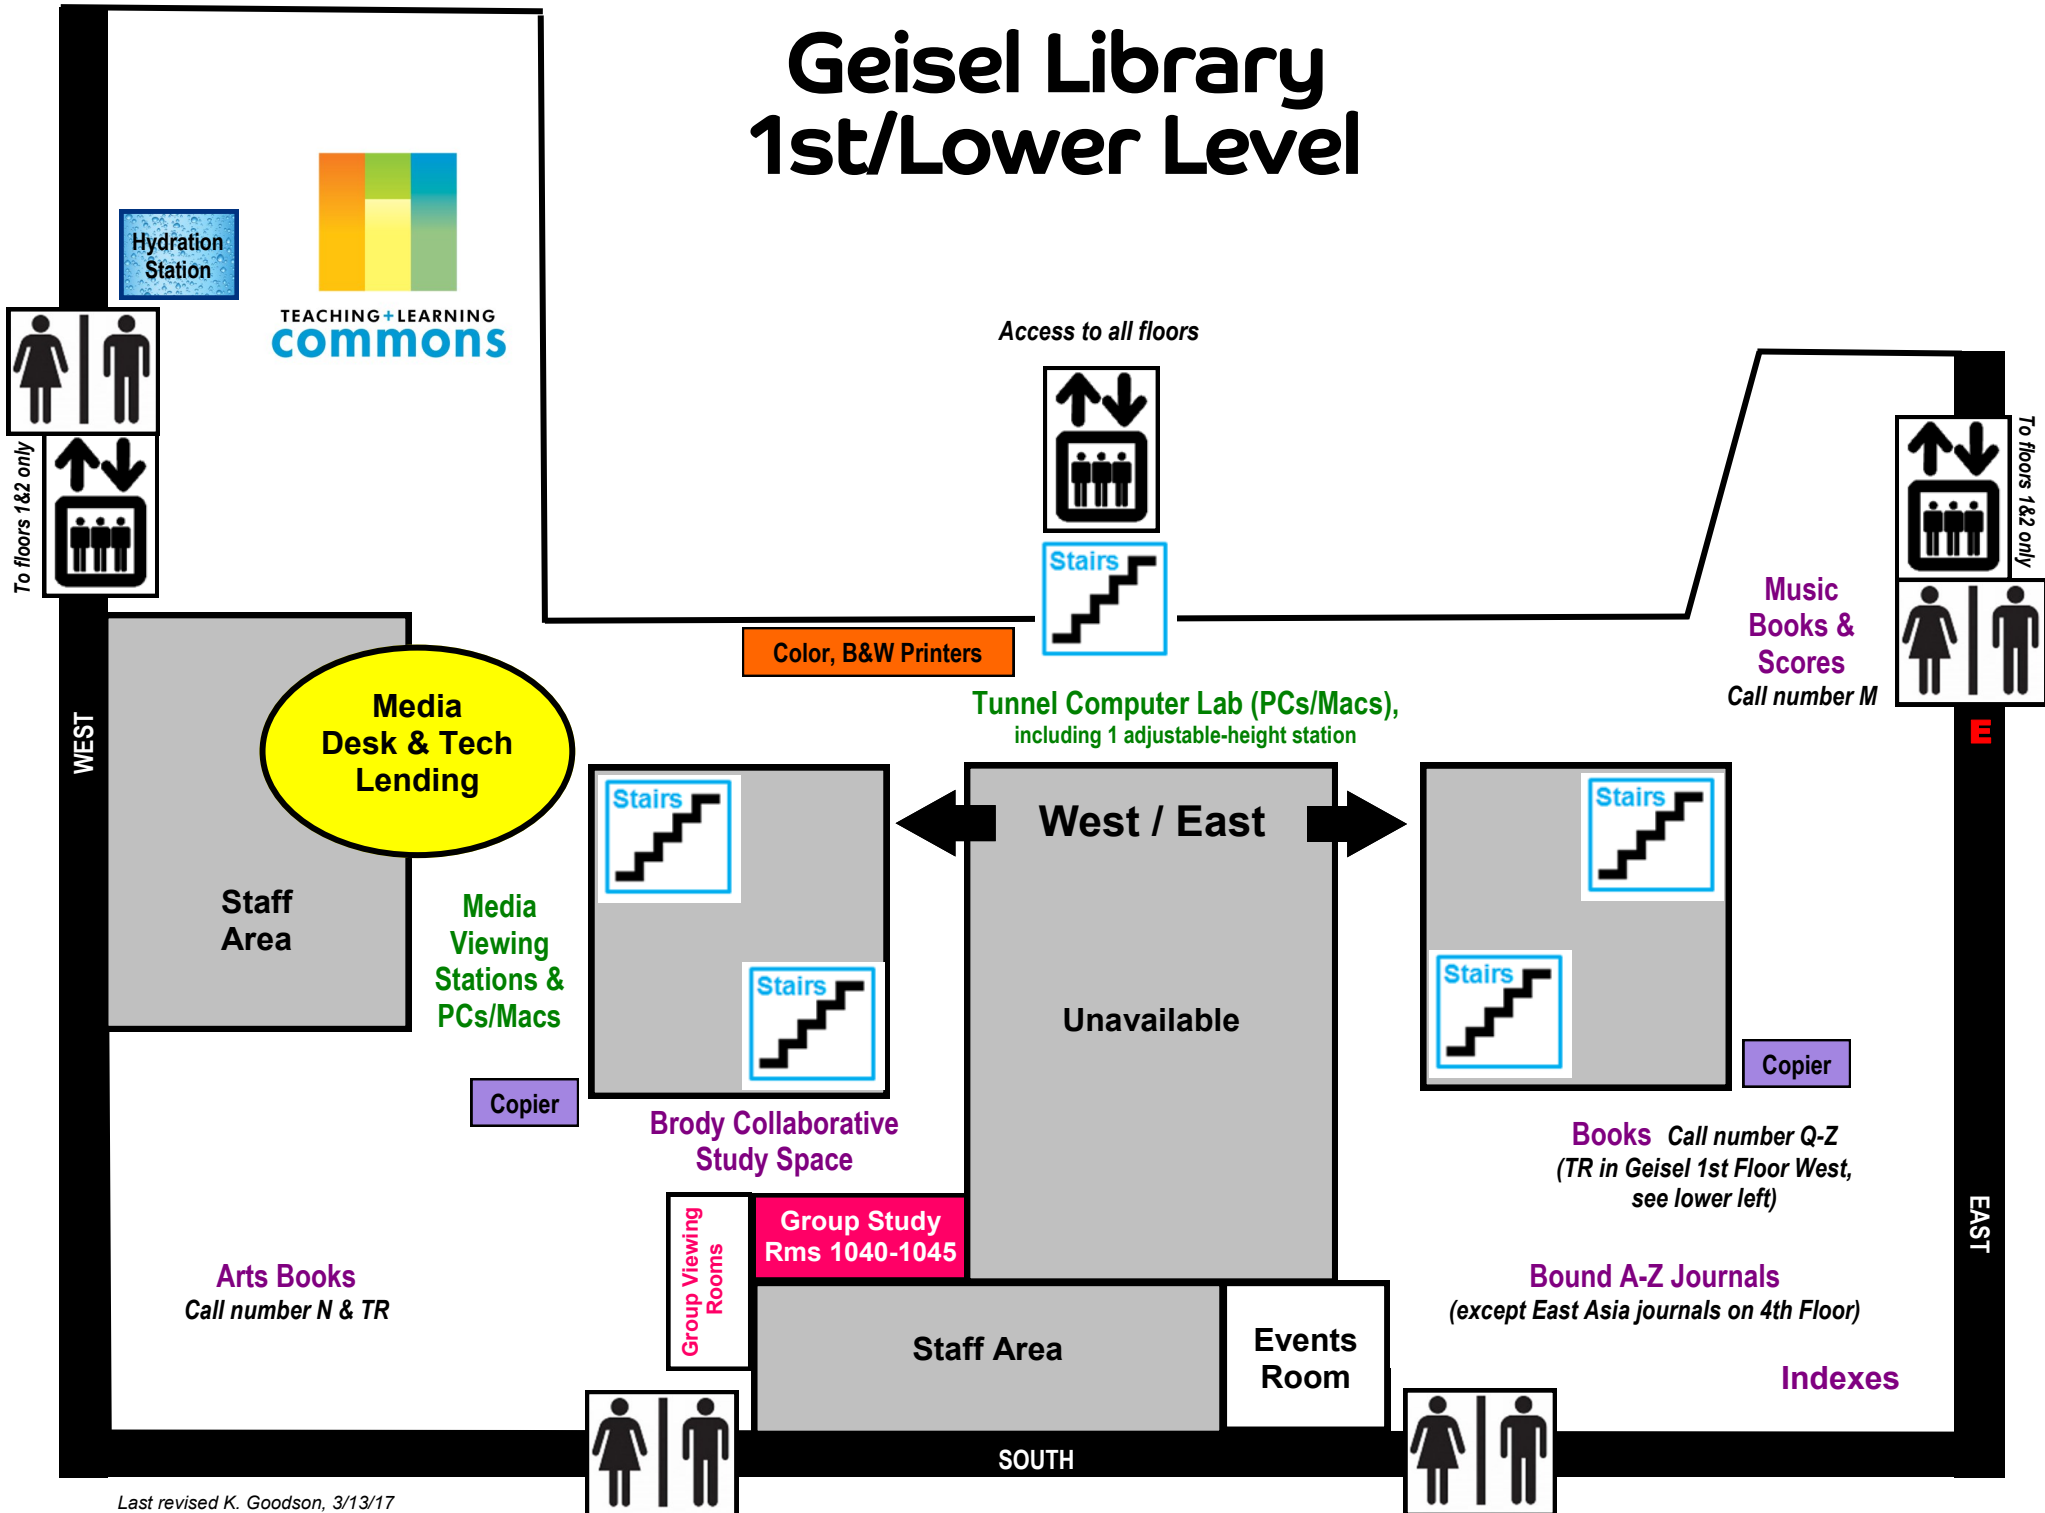 Geisel Library
1st/Lower Level
Hydration
Station
TEACHING+LEARNING
commons
Access to all floors
To floors 1&2 only
To floors 1&2 only
Stairs
Color, B&W Printers
Music
Books &
Scores
Call number M
E
WEST
Media
Desk & Tech
Lending
Tunnel Computer Lab (PCs/Macs),
including 1 adjustable-height station
Stairs
West / East
Stairs
Staff
Area
Media
Viewing
Stations &
PCs/Macs
Stairs
Unavailable
Stairs
Copier
Copier
Brody Collaborative
Study Space
Books Call number Q-Z
(TR in Geisel 1st Floor West,
see lower left)
EAST
Group Viewing
Rooms
Group Study
Rms 1040-1045
Arts Books
Call number N & TR
Bound A-Z Journals
(except East Asia journals on 4th Floor)
Staff Area
Events
Room
Indexes
SOUTH
Last revised K. Goodson, 3/13/17